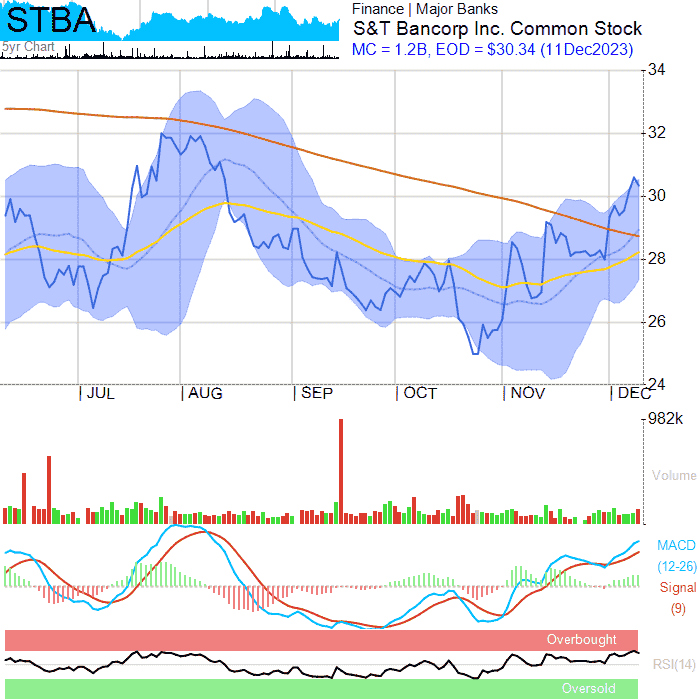 STBA
5yr Chart
Finance | Major Banks
S&T Bancorp Inc. Common Stock
MC = 1.2B, EOD = $30.34 (11Dec2023)
34
32
30
28
26
24
JUL AUG SEP OCT NOV DEC
982k
Volume
MACD
(12-26)
Signal
(9)
Overbought
RSI(14)
Oversold